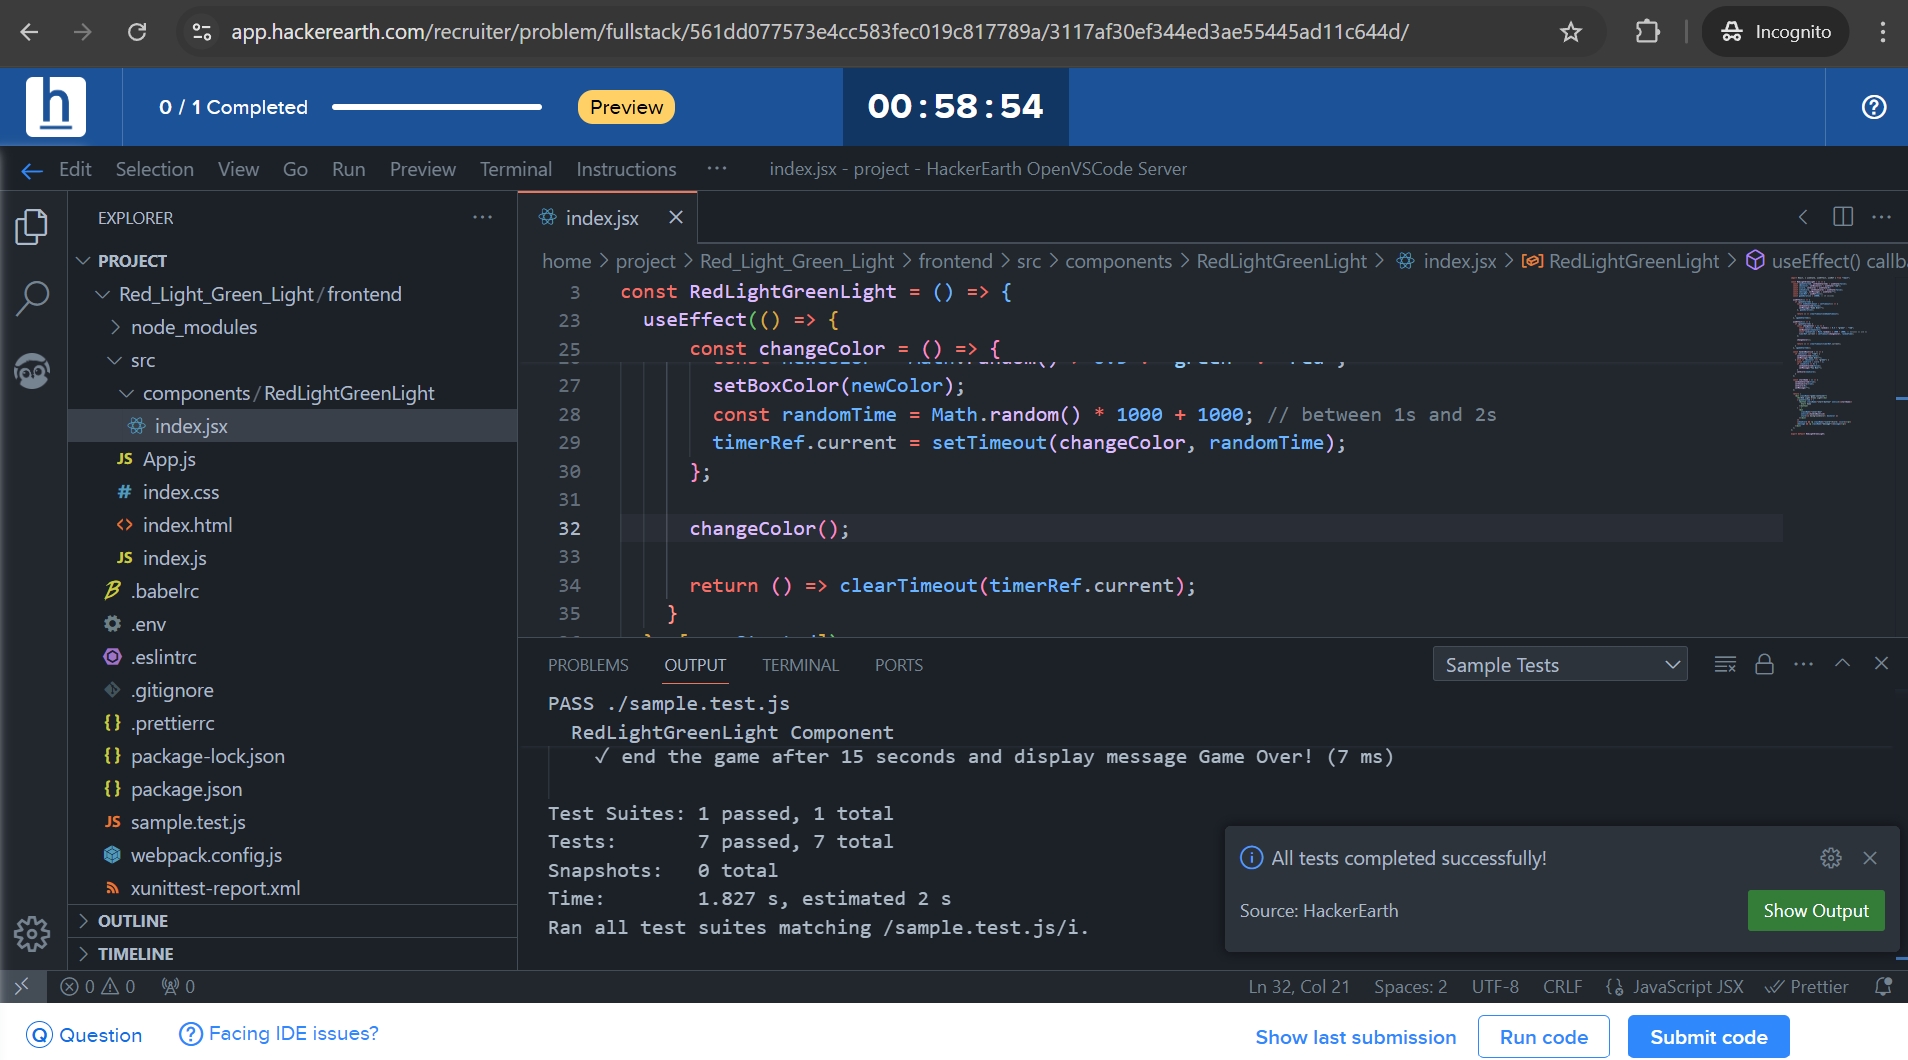 app.hackerearth.com/recruiter/problem/fullstack/561dd077573e4cc583fec019c817789a/3117af30ef344ed3ae55445ad11c644d/
Incognito
h
0 / 1 Completed
Preview
00:58:54
Edit Selection View Go Run Preview Terminal Instructions ···
index.jsx - project - HackerEarth OpenVSCode Server
EXPLORER
PROJECT
Red_Light_Green_Light / frontend
node_modules
src
components / RedLightGreenLight
index.jsx
JS App.js
# index.css
<> index.html
JS index.js
.babelrc
.env
.eslintrc
.gitignore
{} .prettierrc
{} package-lock.json
{} package.json
JS sample.test.js
webpack.config.js
xunittest-report.xml
OUTLINE
TIMELINE
index.jsx
home > project > Red_Light_Green_Light > frontend > src > components > RedLightGreenLight > index.jsx > RedLightGreenLight > useEffect() callb
3 const RedLightGreenLight = () => {
23 useEffect(() => {
25 const changeColor = () => {
27 setBoxColor(newColor);
28 const randomTime = Math.random() * 1000 + 1000; // between 1s and 2s
29 timerRef.current = setTimeout(changeColor, randomTime);
30 };
31
32 changeColor();
33
34 return () => clearTimeout(timerRef.current);
35 }
PROBLEMS OUTPUT TERMINAL PORTS
Sample Tests
PASS ./sample.test.js
RedLightGreenLight Component
✓ end the game after 15 seconds and display message Game Over! (7 ms)
Test Suites: 1 passed, 1 total
Tests: 7 passed, 7 total
Snapshots: 0 total
Time: 1.827 s, estimated 2 s
Ran all test suites matching /sample.test.js/i.
All tests completed successfully!
Source: HackerEarth
Show Output
0 0 0
Ln 32, Col 21 Spaces: 2 UTF-8 CRLF JavaScript JSX Prettier
Q Question
Facing IDE issues?
Show last submission
Run code
Submit code